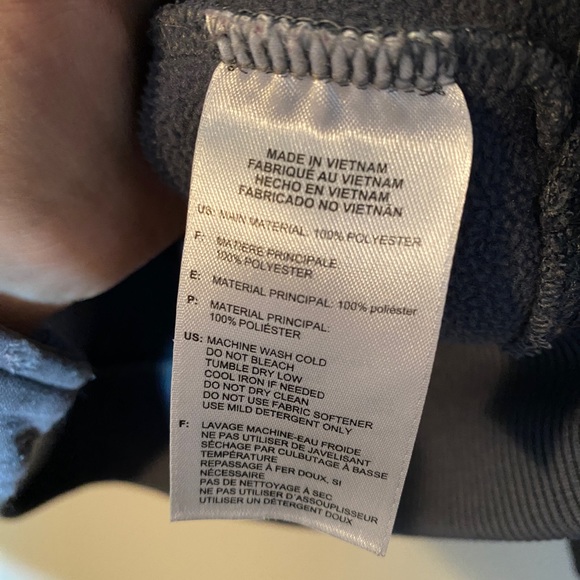 MADE IN VIETNAM
FABRIQUÉ AU VIETNAM
HECHO EN VIETNAM
FABRICADO NO VIETNÃN
US: MAIN MATERIAL: 100% POLYESTER
F: MATIÈRE PRINCIPALE:
100% POLYESTER
E: MATERIAL PRINCIPAL: 100% poliéster
P: MATERIAL PRINCIPAL:
100% POLIÉSTER
US: MACHINE WASH COLD
DO NOT BLEACH
TUMBLE DRY LOW
COOL IRON IF NEEDED
DO NOT DRY CLEAN
DO NOT USE FABRIC SOFTENER
USE MILD DETERGENT ONLY
F: LAVAGE MACHINE-EAU FROIDE
NE PAS UTILISER DE JAVELISANT
SÉCHAGE PAR CULBUTAGE À BASSE
TEMPÉRATURE
REPASSAGE À FER DOUX, SI
NÉCESSAIRE
PAS DE NETTOYAGE À SEC
NE PAS UTILISER D'ASSOUPLISSEUR
UTILISER UN DÉTERGENT DOUX